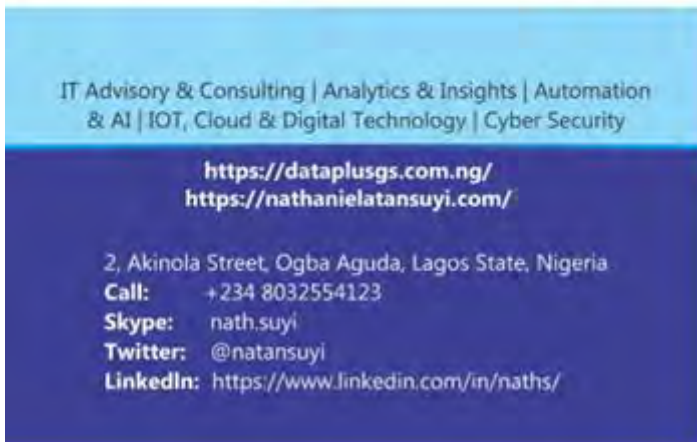 IT Advisory & Consulting | Analytics & Insights | Automation
& AI | IOT, Cloud & Digital Technology | Cyber Security
https://dataplusgs.com.ng/
https://nathanielatansuyi.com/
2, Akinola Street, Ogba Aguda, Lagos State, Nigeria
Call: +234 8032554123
Skype: nath.suyi
Twitter: @natansuyi
LinkedIn: https://www.linkedin.com/in/naths/